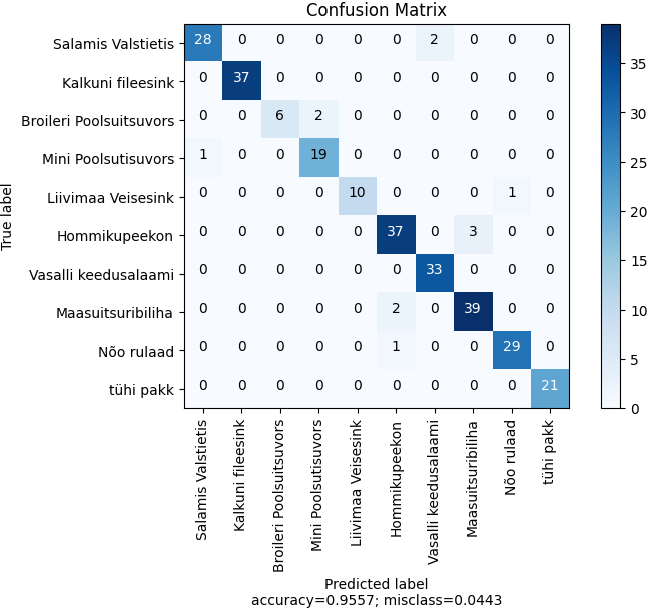 Confusion Matrix
Salamis Valstietis 28 0 0 0 0 0 2 0 0 0
Kalkuni fileesink 0 37 0 0 0 0 0 0 0 0
Broileri Poolsuitsuvors 0 0 6 2 0 0 0 0 0 0
Mini Poolsutisuvors 1 0 0 19 0 0 0 0 0 0
Liivimaa Veisesink 0 0 0 0 10 0 0 0 1 0
Hommikupeekon 0 0 0 0 0 37 0 3 0 0
Vasalli keedusalaami 0 0 0 0 0 0 33 0 0 0
Maasuitsuribiliha 0 0 0 0 0 2 0 39 0 0
Nõo rulaad 0 0 0 0 0 1 0 0 29 0
tühi pakk 0 0 0 0 0 0 0 0 0 21
True label
Salamis Valstietis
Kalkuni fileesink
Broileri Poolsuitsuvors
Mini Poolsutisuvors
Liivimaa Veisesink
Hommikupeekon
Vasalli keedusalaami
Maasuitsuribiliha
Nõo rulaad
tühi pakk
Predicted label
accuracy=0.9557; misclass=0.0443
35
30
25
20
15
10
5
0